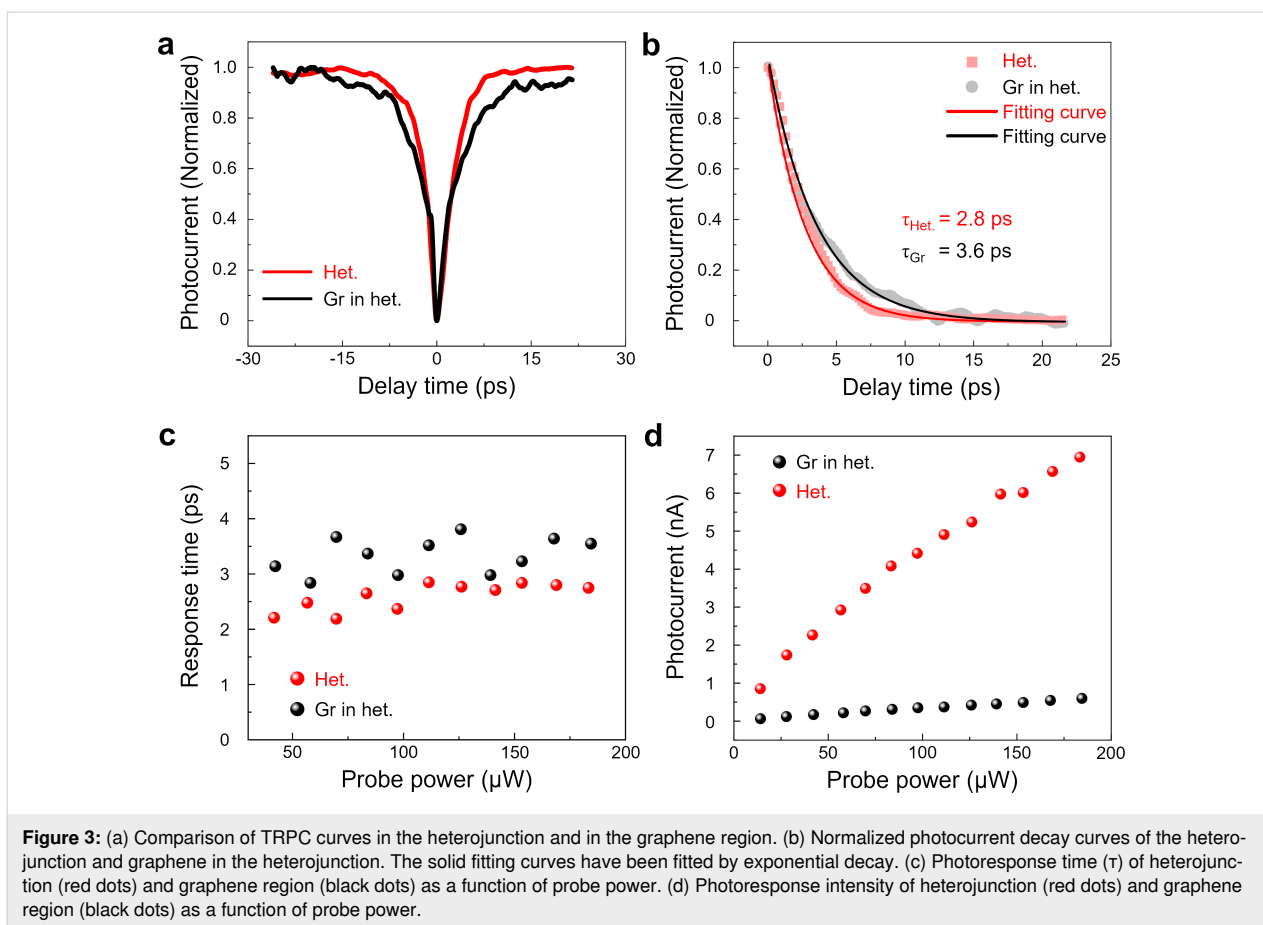 a
Photocurrent (Normalized)
1.0
0.8
0.6
0.4
0.2
0
Het.
Gr in het.
-30 -15 0 15 30
Delay time (ps)
b
Photocurrent (Normalized)
1.0
0.8
0.6
0.4
0.2
0
Het.
Gr in het.
Fitting curve
Fitting curve
τHet. = 2.8 ps
τGr = 3.6 ps
0 5 10 15 20 25
Delay time (ps)
c
Response time (ps)
5
4
3
2
1
0
Het.
Gr in het.
50 100 150 200
Probe power (µW)
d
Photocurrent (nA)
7
6
5
4
3
2
1
0
Gr in het.
Het.
0 50 100 150 200
Probe power (µW)
Figure 3: (a) Comparison of TRPC curves in the heterojunction and in the graphene region. (b) Normalized photocurrent decay curves of the hetero-
junction and graphene in the heterojunction. The solid fitting curves have been fitted by exponential decay. (c) Photoresponse time (τ) of heterojunc-
tion (red dots) and graphene region (black dots) as a function of probe power. (d) Photoresponse intensity of heterojunction (red dots) and graphene
region (black dots) as a function of probe power.